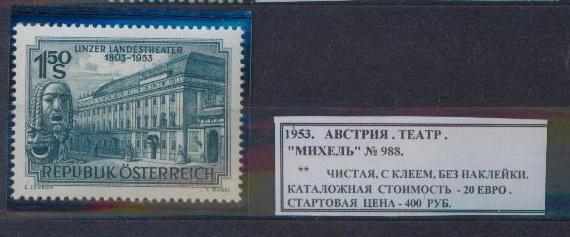 LINZER LANDESTHEATER
1803-1953
1.50
S
REPUBLIK ÖSTERREICH
1953. АВСТРИЯ. ТЕАТР.
"МИХЕЛЬ" № 988.
** ЧИСТАЯ, С КЛЕЕМ, БЕЗ НАКЛЕЙКИ.
КАТАЛОЖНАЯ СТОИМОСТЬ - 20 ЕВРО.
СТАРТОВАЯ ЦЕНА - 400 РУБ.